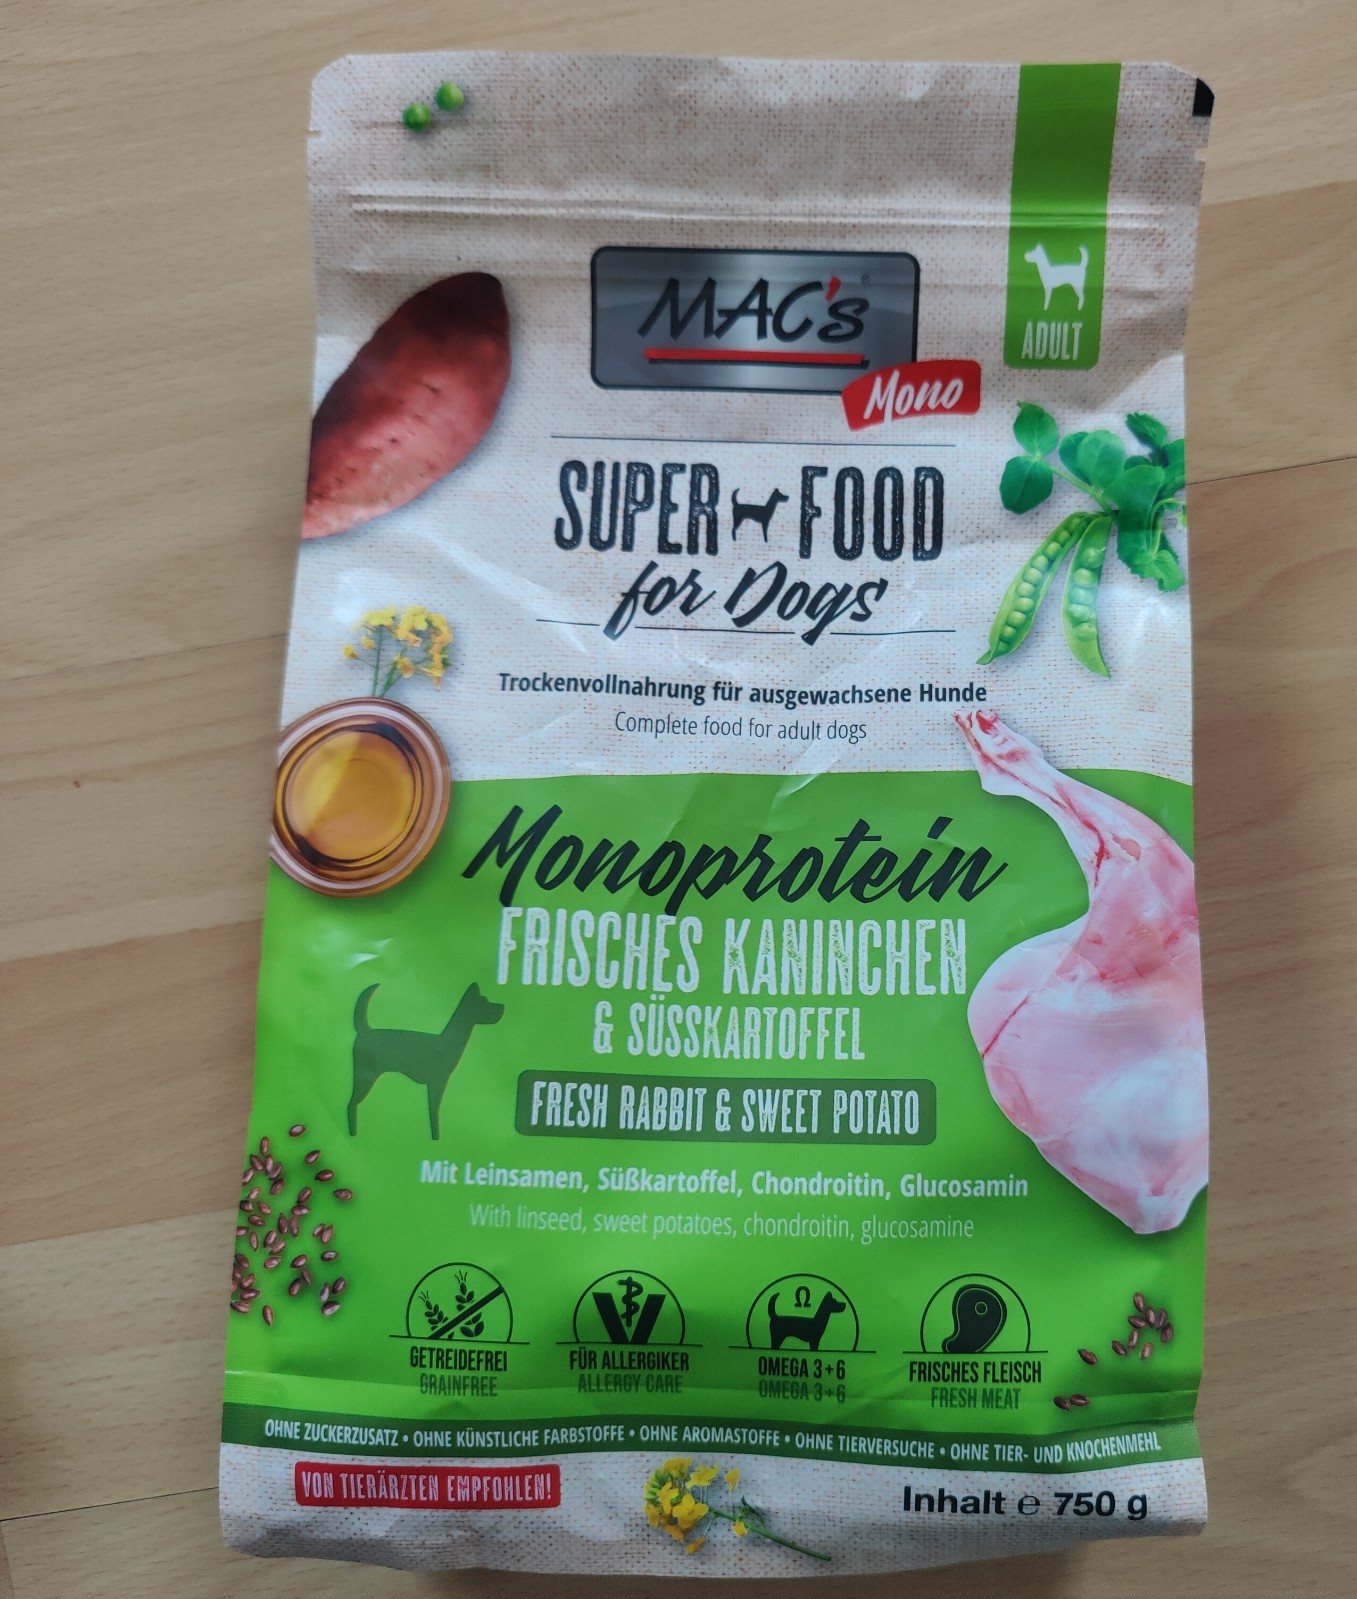 ADULT
MAC's
Mono
SUPER FOOD
for Dogs
Trockenvollnahrung für ausgewachsene Hunde
Complete food for adult dogs
Monoprotein
FRISCHES KANINCHEN
& SÜSSKARTOFFEL
FRESH RABBIT & SWEET POTATO
Mit Leinsamen, Süßkartoffel, Chondroitin, Glucosamin
With linseed, sweet potatoes, chondroitin, glucosamine
GETREIDEFREI
GRAINFREE
FÜR ALLERGIKER
ALLERGY CARE
Ω
OMEGA 3+6
OMEGA 3+6
FRISCHES FLEISCH
FRESH MEAT
OHNE ZUCKERZUSATZ • OHNE KÜNSTLICHE FARBSTOFFE • OHNE AROMASTOFFE • OHNE TIERVERSUCHE • OHNE TIER- UND KNOCHENMEHL
VON TIERÄRZTEN EMPFOHLEN!
Inhalt ℮ 750 g